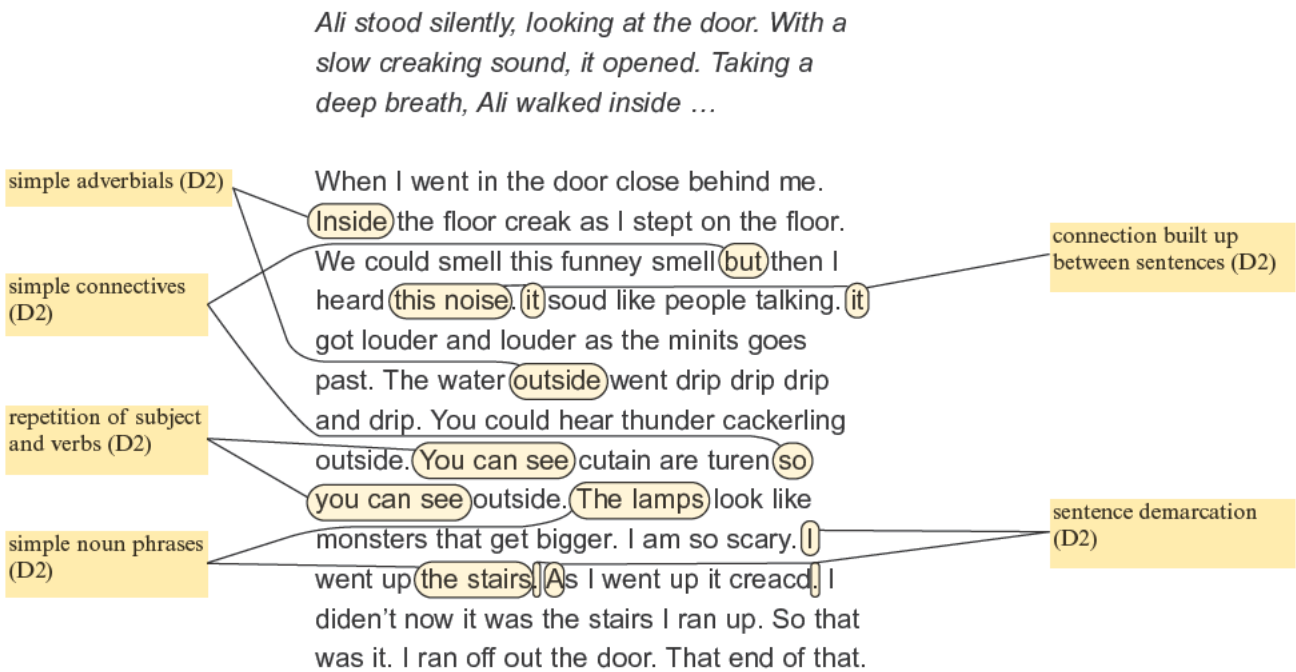 Ali stood silently, looking at the door. With a
slow creaking sound, it opened. Taking a
deep breath, Ali walked inside …
simple adverbials (D2)
simple connectives
(D2)
repetition of subject
and verbs (D2)
simple noun phrases
(D2)
When I went in the door close behind me.
Inside the floor creak as I stept on the floor.
We could smell this funney smell but then I
heard this noise. it soud like people talking. it
got louder and louder as the minits goes
past. The water outside went drip drip drip
and drip. You could hear thunder cackerling
outside. You can see cutain are turen so
you can see outside. The lamps look like
monsters that get bigger. I am so scary. I
went up the stairs. As I went up it creacd. I
diden’t now it was the stairs I ran up. So that
was it. I ran off out the door. That end of that.
connection built up
between sentences (D2)
sentence demarcation
(D2)